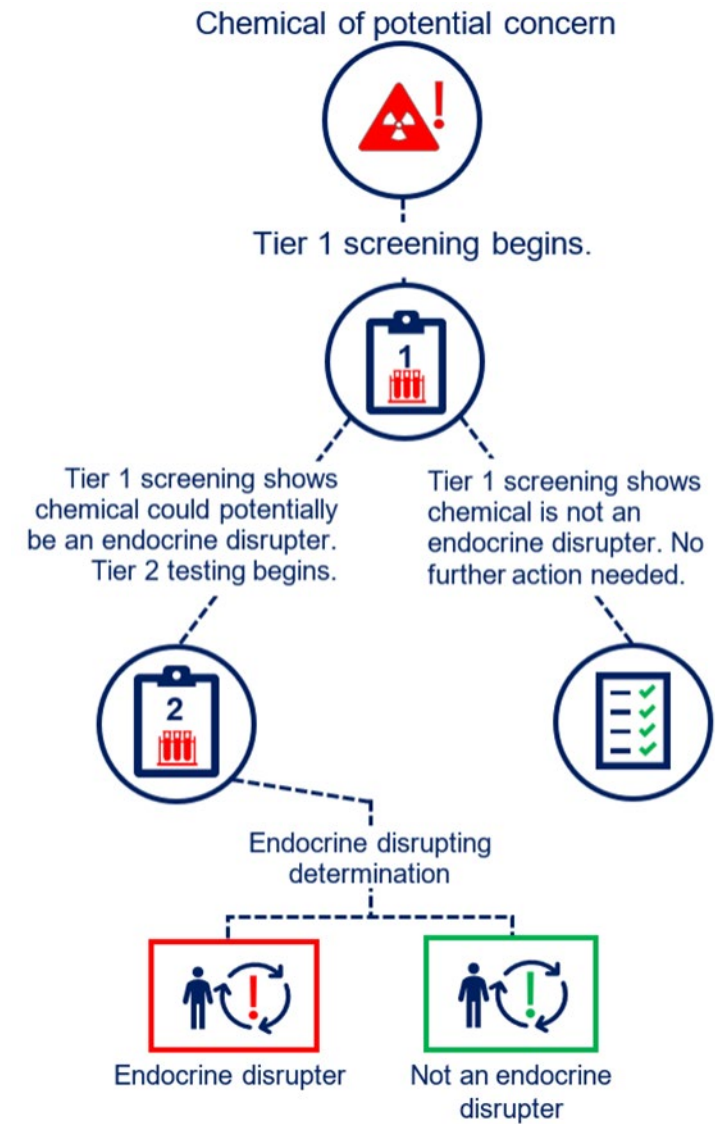 Chemical of potential concern
!
Tier 1 screening begins.
1
Tier 1 screening shows
chemical could potentially
be an endocrine disrupter.
Tier 2 testing begins.
Tier 1 screening shows
chemical is not an
endocrine disrupter. No
further action needed.
2
Endocrine disrupting
determination
!
!
Endocrine disrupter
Not an endocrine
disrupter